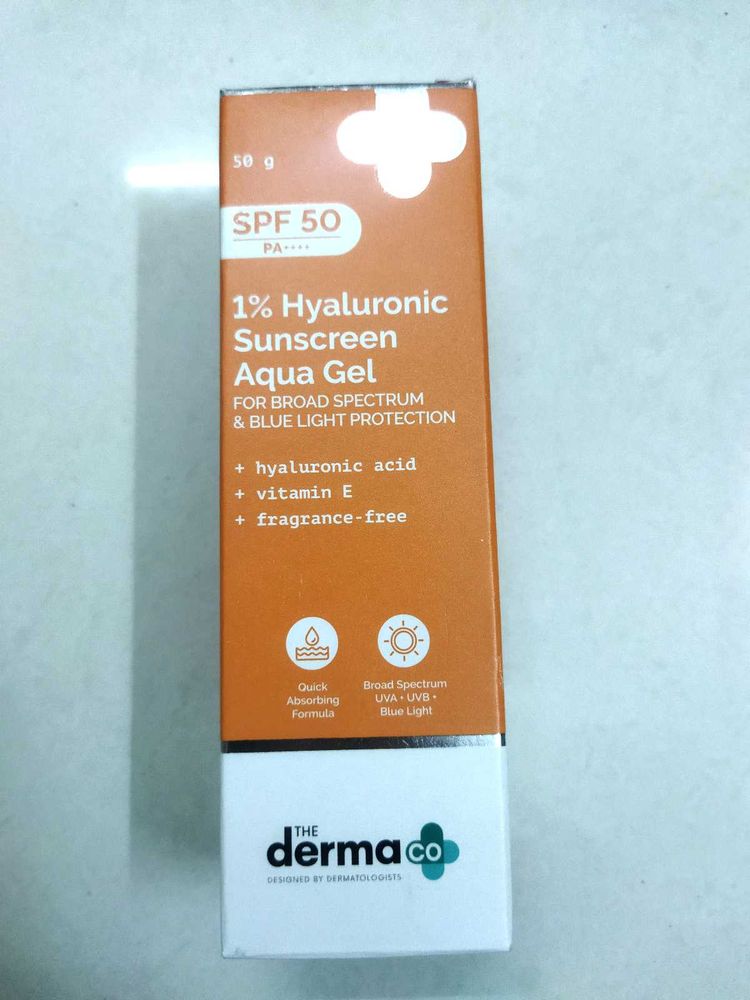 50 g
SPF 50
PA++++
1% Hyaluronic
Sunscreen
Aqua Gel
FOR BROAD SPECTRUM
& BLUE LIGHT PROTECTION
+ hyaluronic acid
+ vitamin E
+ fragrance-free
Quick
Absorbing
Formula
Broad Spectrum
UVA + UVB +
Blue Light
THE
derma co
DESIGNED BY DERMATOLOGISTS